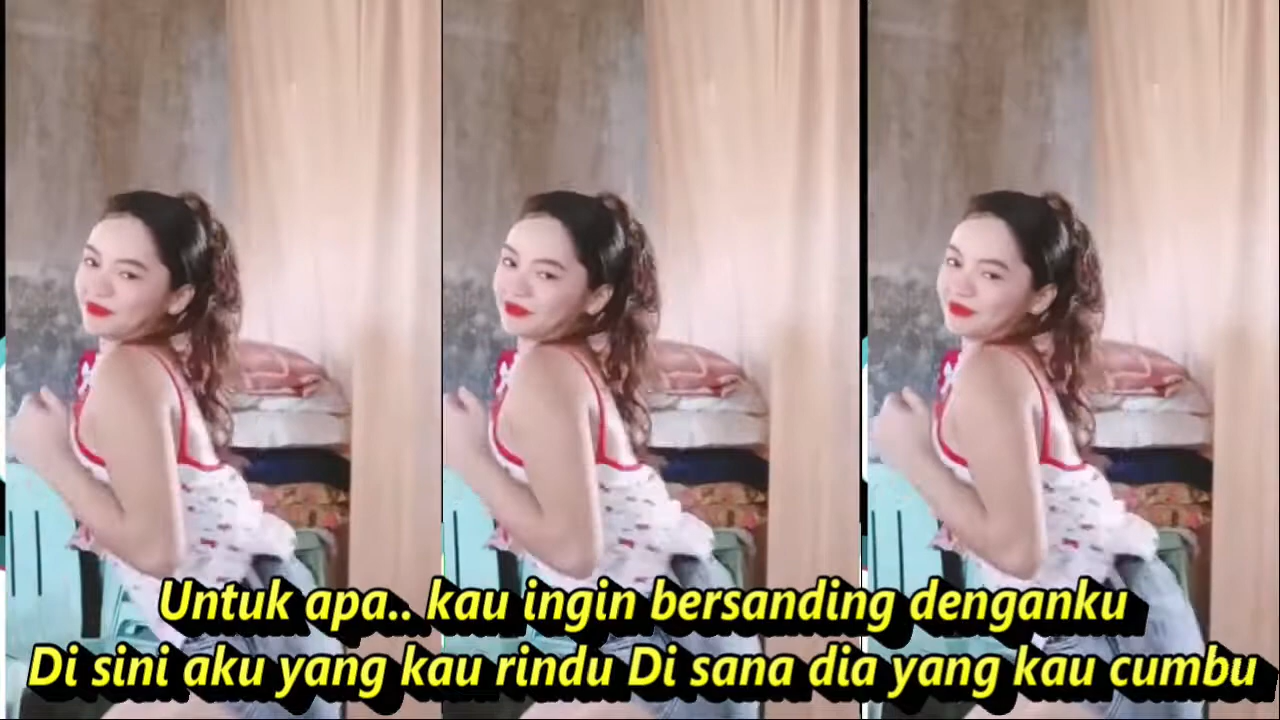 Untuk apa.. kau ingin bersanding denganku
Di sini aku yang kau rindu Di sana dia yang kau cumbu